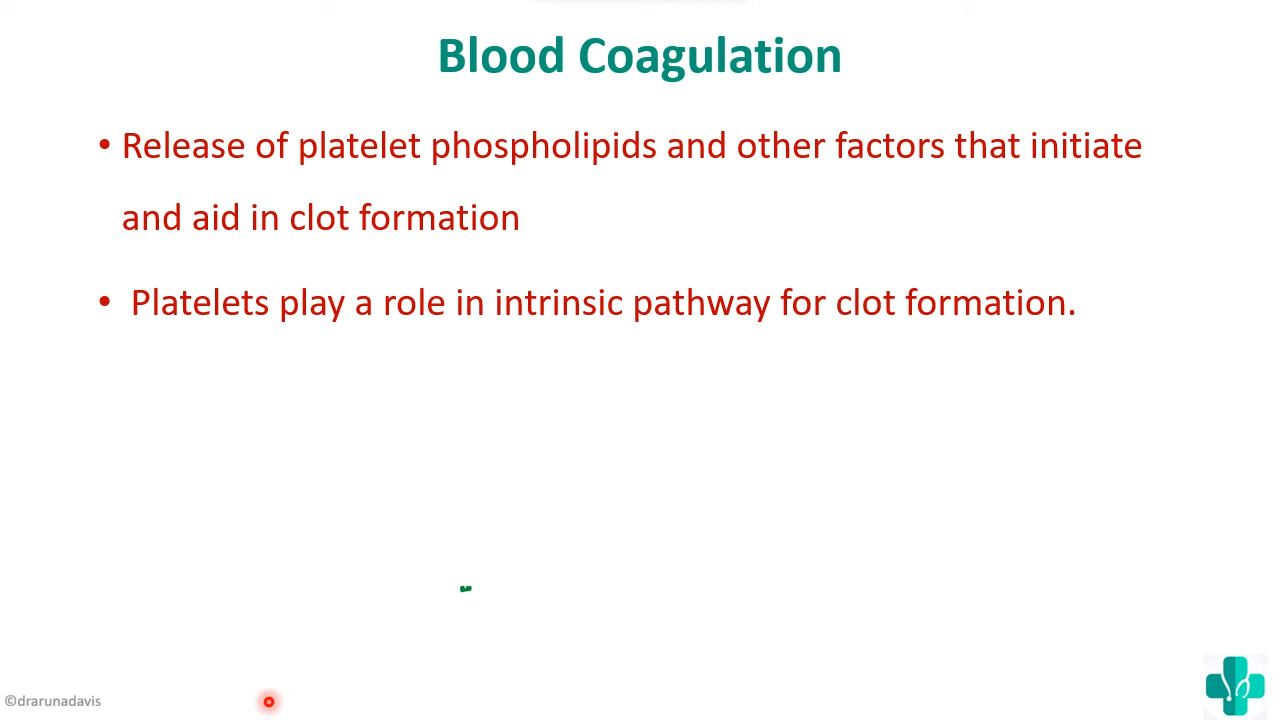 Blood Coagulation
• Release of platelet phospholipids and other factors that initiate
and aid in clot formation
• Platelets play a role in intrinsic pathway for clot formation.
©drarunadavis